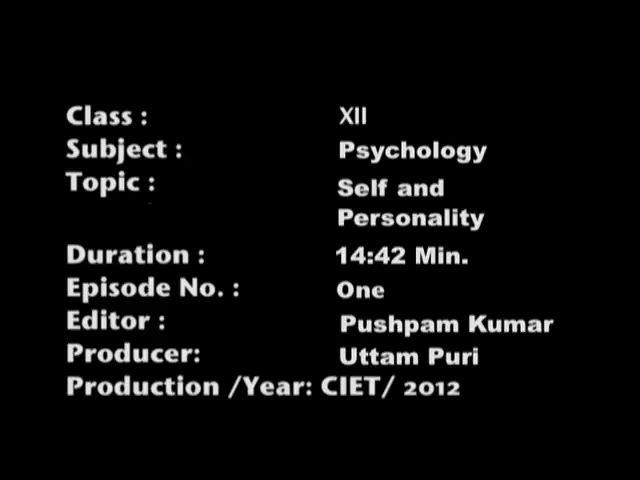 Class : XII
Subject : Psychology
Topic : Self and
Personality
Duration : 14:42 Min.
Episode No. : One
Editor : Pushpam Kumar
Producer: Uttam Puri
Production /Year: CIET/ 2012